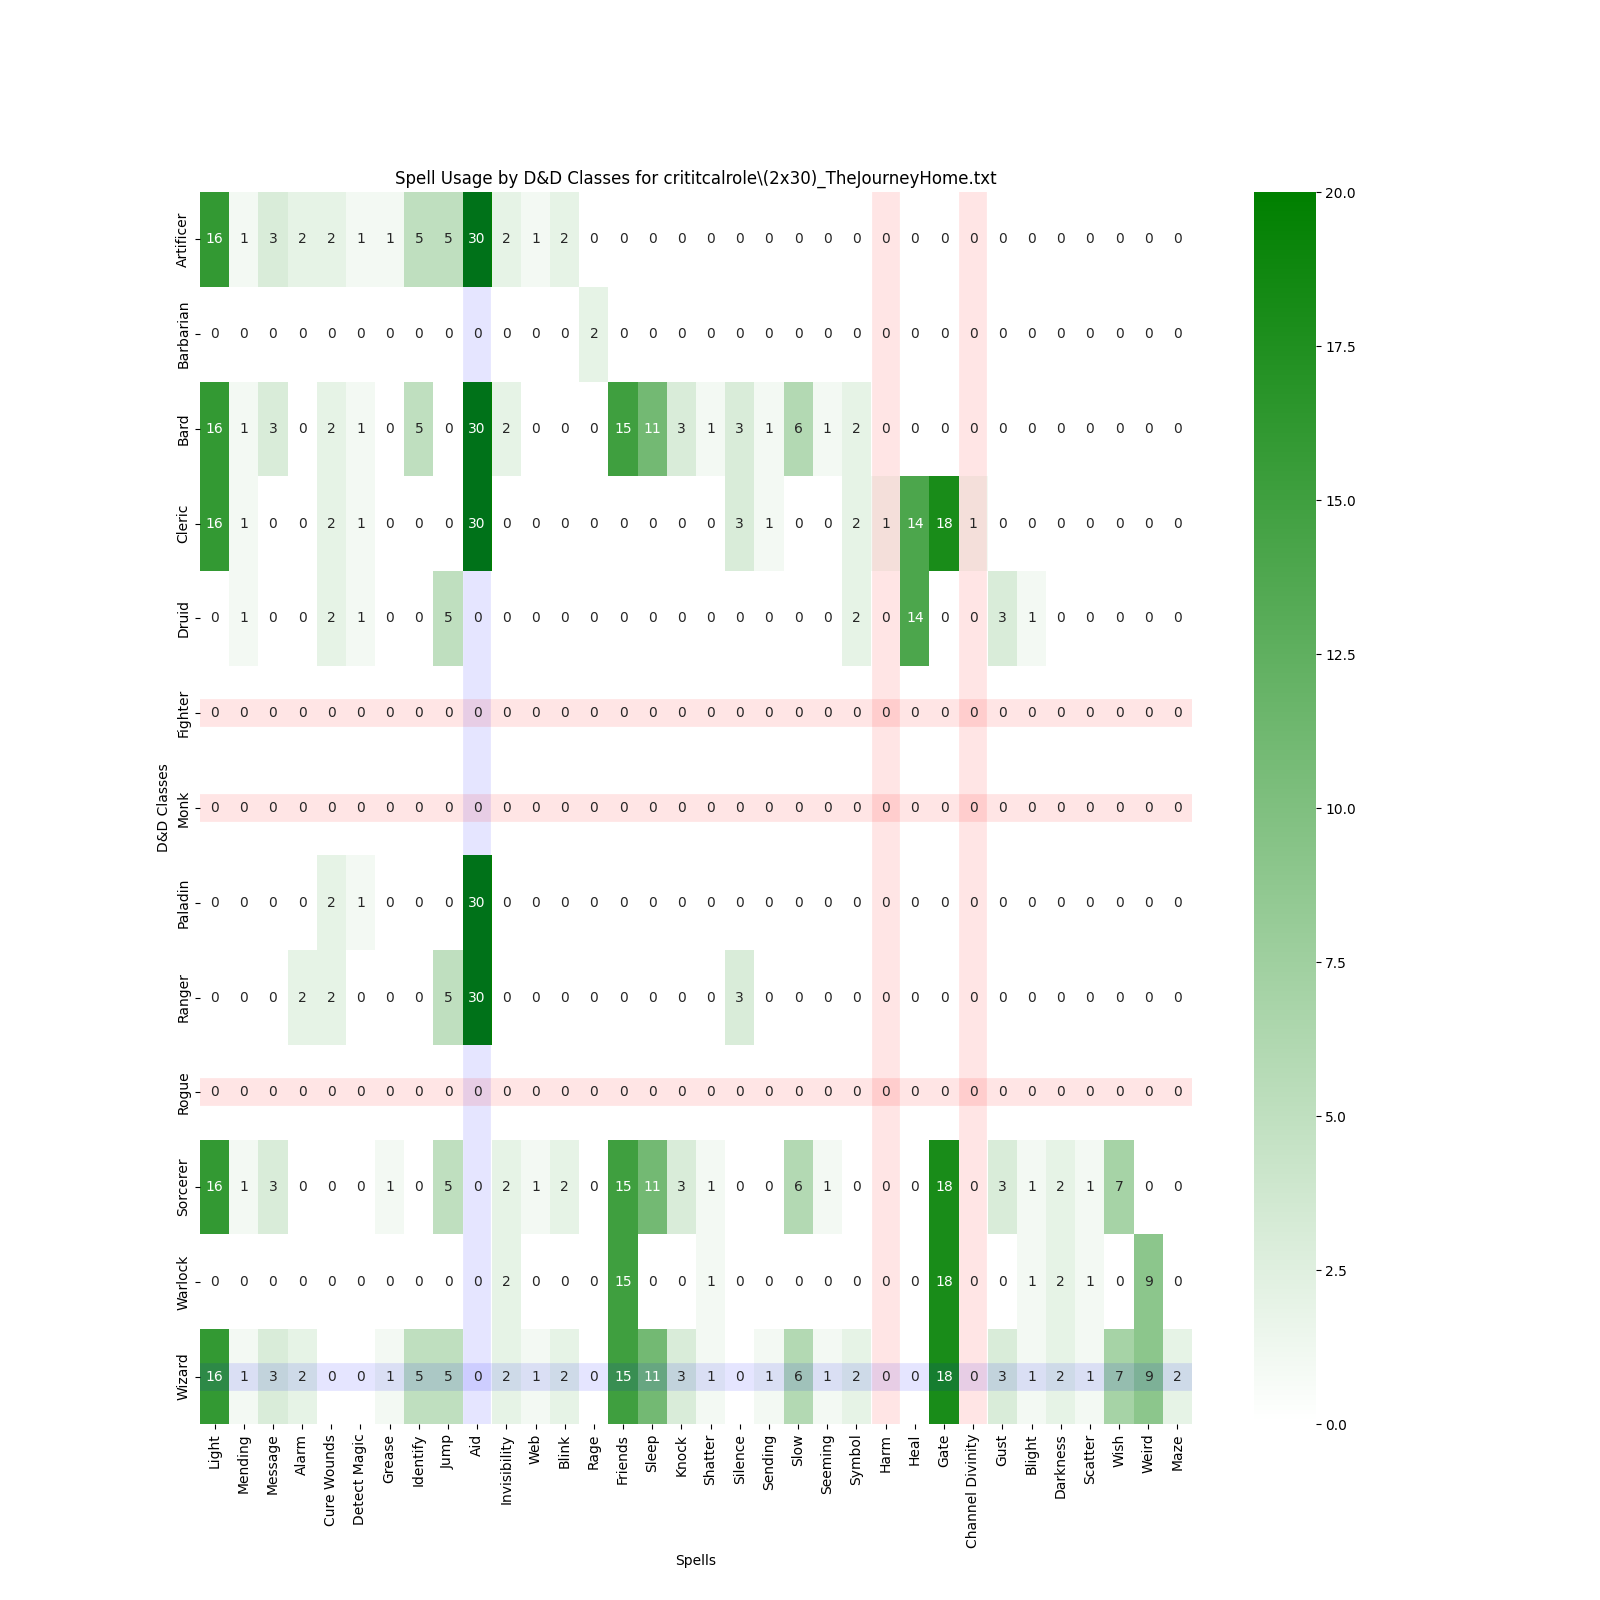 Spell Usage by D&D Classes for crititcalrole\(2x30)_TheJourneyHome.txt
D&D Classes
Artificer 16 1 3 2 2 1 1 5 5 30 2 1 2 0 0 0 0 0 0 0 0 0 0 0 0 0 0 0 0 0 0 0 0 0
Barbarian 0 0 0 0 0 0 0 0 0 0 0 0 0 2 0 0 0 0 0 0 0 0 0 0 0 0 0 0 0 0 0 0 0 0
Bard 16 1 3 0 2 1 0 5 0 30 2 0 0 0 15 11 3 1 3 1 6 1 2 0 0 0 0 0 0 0 0 0 0 0
Cleric 16 1 0 0 2 1 0 0 0 30 0 0 0 0 0 0 0 0 3 1 0 0 2 1 14 18 1 0 0 0 0 0 0 0
Druid 0 1 0 0 2 1 0 0 5 0 0 0 0 0 0 0 0 0 0 0 0 0 2 0 14 0 0 3 1 0 0 0 0 0
Fighter 0 0 0 0 0 0 0 0 0 0 0 0 0 0 0 0 0 0 0 0 0 0 0 0 0 0 0 0 0 0 0 0 0 0
Monk 0 0 0 0 0 0 0 0 0 0 0 0 0 0 0 0 0 0 0 0 0 0 0 0 0 0 0 0 0 0 0 0 0 0
Paladin 0 0 0 0 2 1 0 0 0 30 0 0 0 0 0 0 0 0 0 0 0 0 0 0 0 0 0 0 0 0 0 0 0 0
Ranger 0 0 0 2 2 0 0 0 5 30 0 0 0 0 0 0 0 0 3 0 0 0 0 0 0 0 0 0 0 0 0 0 0 0
Rogue 0 0 0 0 0 0 0 0 0 0 0 0 0 0 0 0 0 0 0 0 0 0 0 0 0 0 0 0 0 0 0 0 0 0
Sorcerer 16 1 3 0 0 0 1 0 5 0 2 1 2 0 15 11 3 1 0 0 6 1 0 0 0 18 0 3 1 2 1 7 0 0
Warlock 0 0 0 0 0 0 0 0 0 0 2 0 0 0 15 0 0 1 0 0 0 0 0 0 0 18 0 0 1 2 1 0 9 0
Wizard 16 1 3 2 0 0 1 5 5 0 2 1 2 0 15 11 3 1 0 1 6 1 2 0 0 18 0 3 1 2 1 7 9 2
Light
Mending
Message
Alarm
Cure Wounds
Detect Magic
Grease
Identify
Jump
Aid
Invisibility
Web
Blink
Rage
Friends
Sleep
Knock
Shatter
Silence
Sending
Slow
Seeming
Symbol
Harm
Heal
Gate
Channel Divinity
Gust
Blight
Darkness
Scatter
Wish
Weird
Maze
Spells
20.0
17.5
15.0
12.5
10.0
7.5
5.0
2.5
0.0